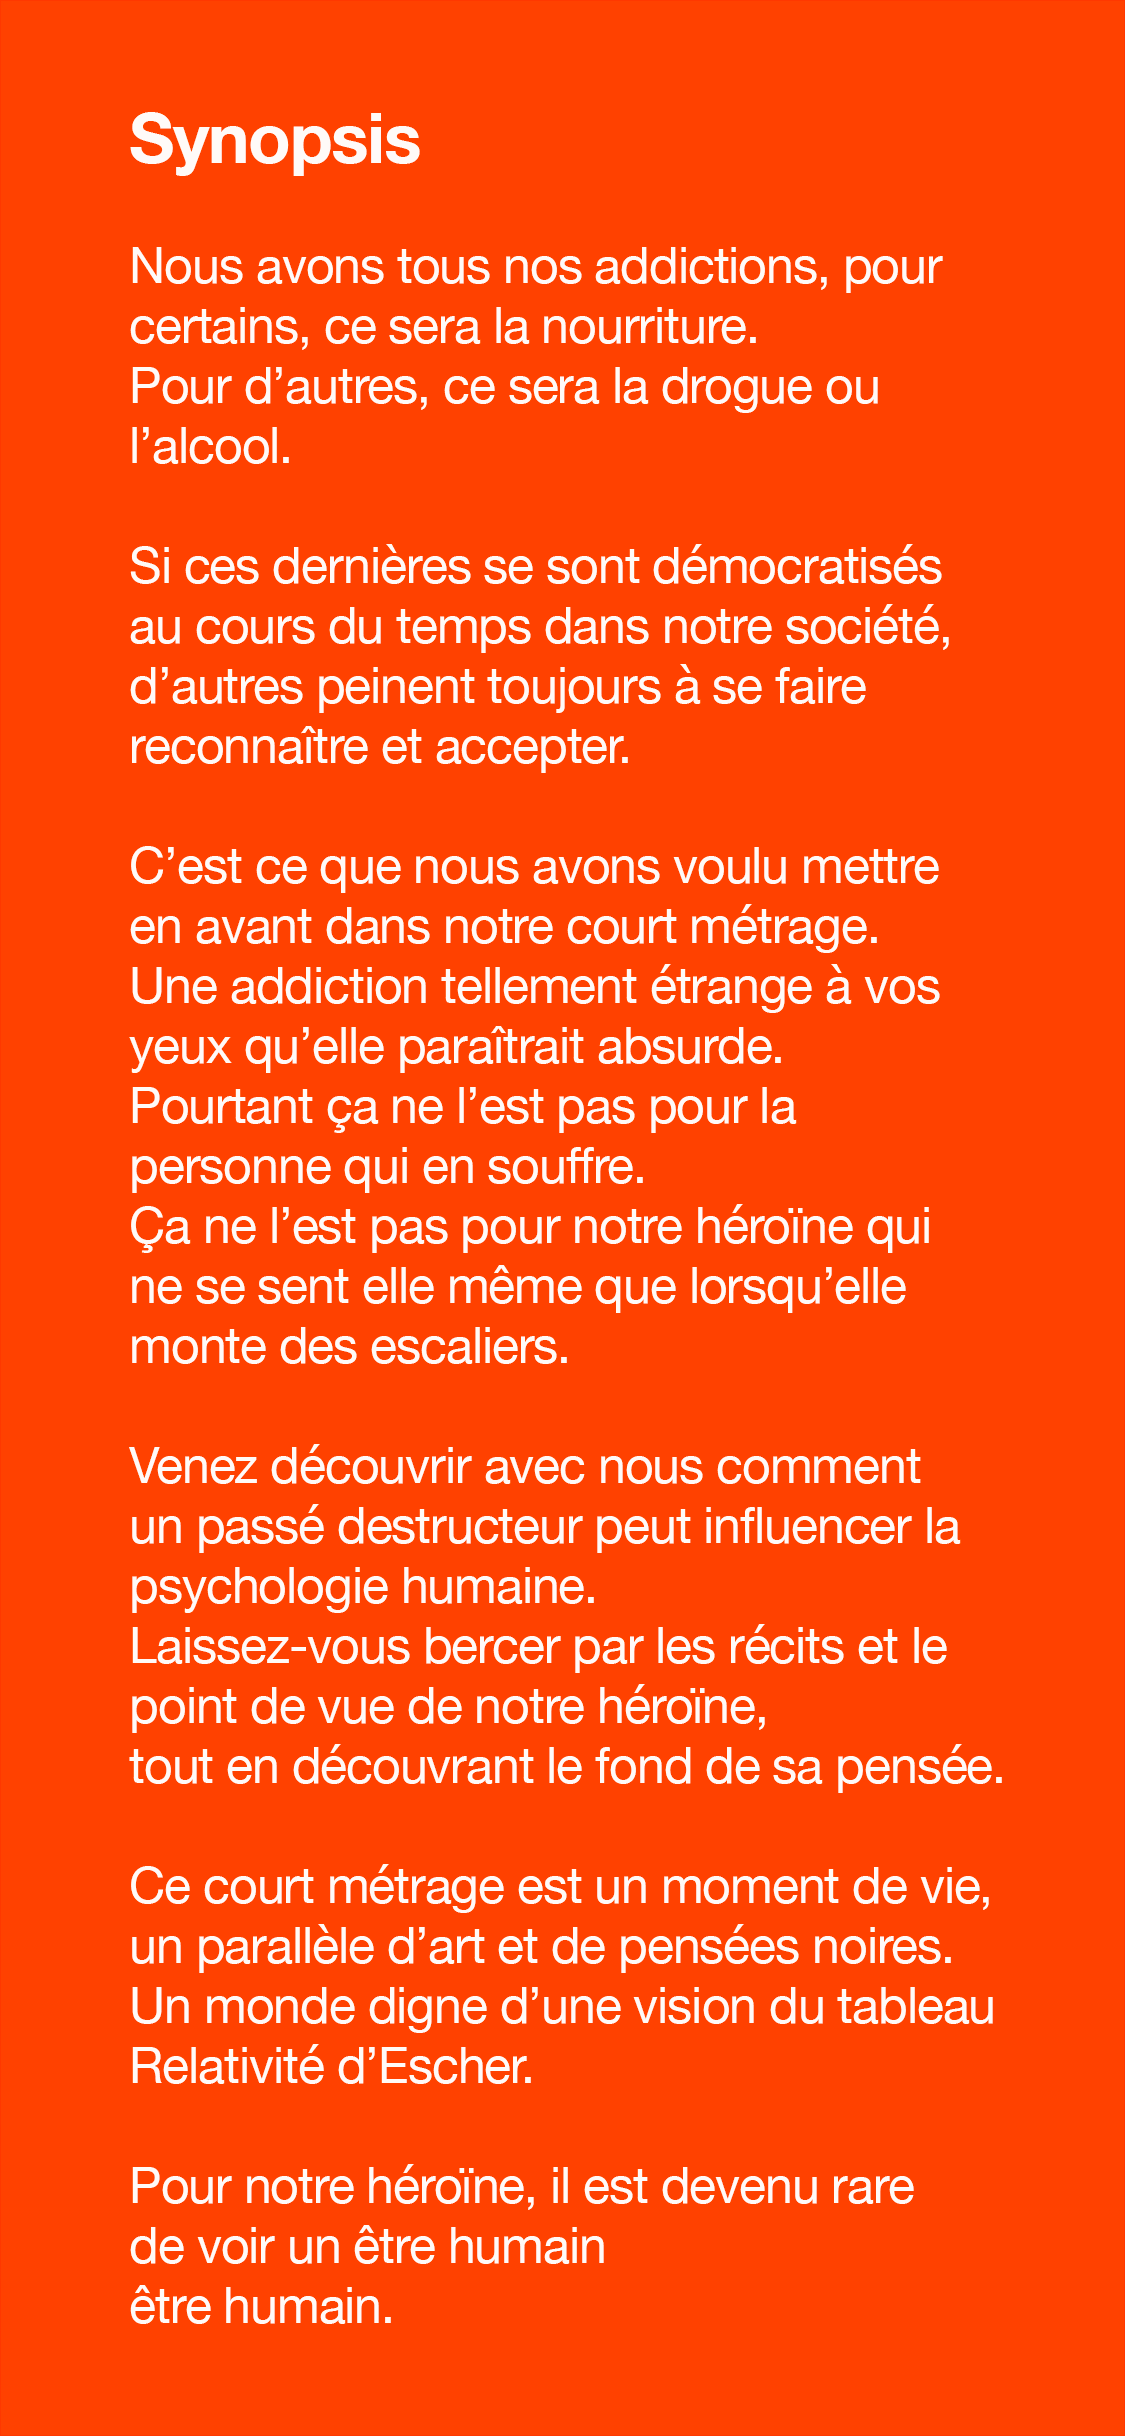 Synopsis
Nous avons tous nos addictions, pour
certains, ce sera la nourriture.
Pour d’autres, ce sera la drogue ou
l’alcool.
Si ces dernières se sont démocratisés
au cours du temps dans notre société,
d’autres peinent toujours à se faire
reconnaître et accepter.
C’est ce que nous avons voulu mettre
en avant dans notre court métrage.
Une addiction tellement étrange à vos
yeux qu’elle paraîtrait absurde.
Pourtant ça ne l’est pas pour la
personne qui en souffre.
Ça ne l’est pas pour notre héroïne qui
ne se sent elle même que lorsqu’elle
monte des escaliers.
Venez découvrir avec nous comment
un passé destructeur peut influencer la
psychologie humaine.
Laissez-vous bercer par les récits et le
point de vue de notre héroïne,
tout en découvrant le fond de sa pensée.
Ce court métrage est un moment de vie,
un parallèle d’art et de pensées noires.
Un monde digne d’une vision du tableau
Relativité d’Escher.
Pour notre héroïne, il est devenu rare
de voir un être humain
être humain.